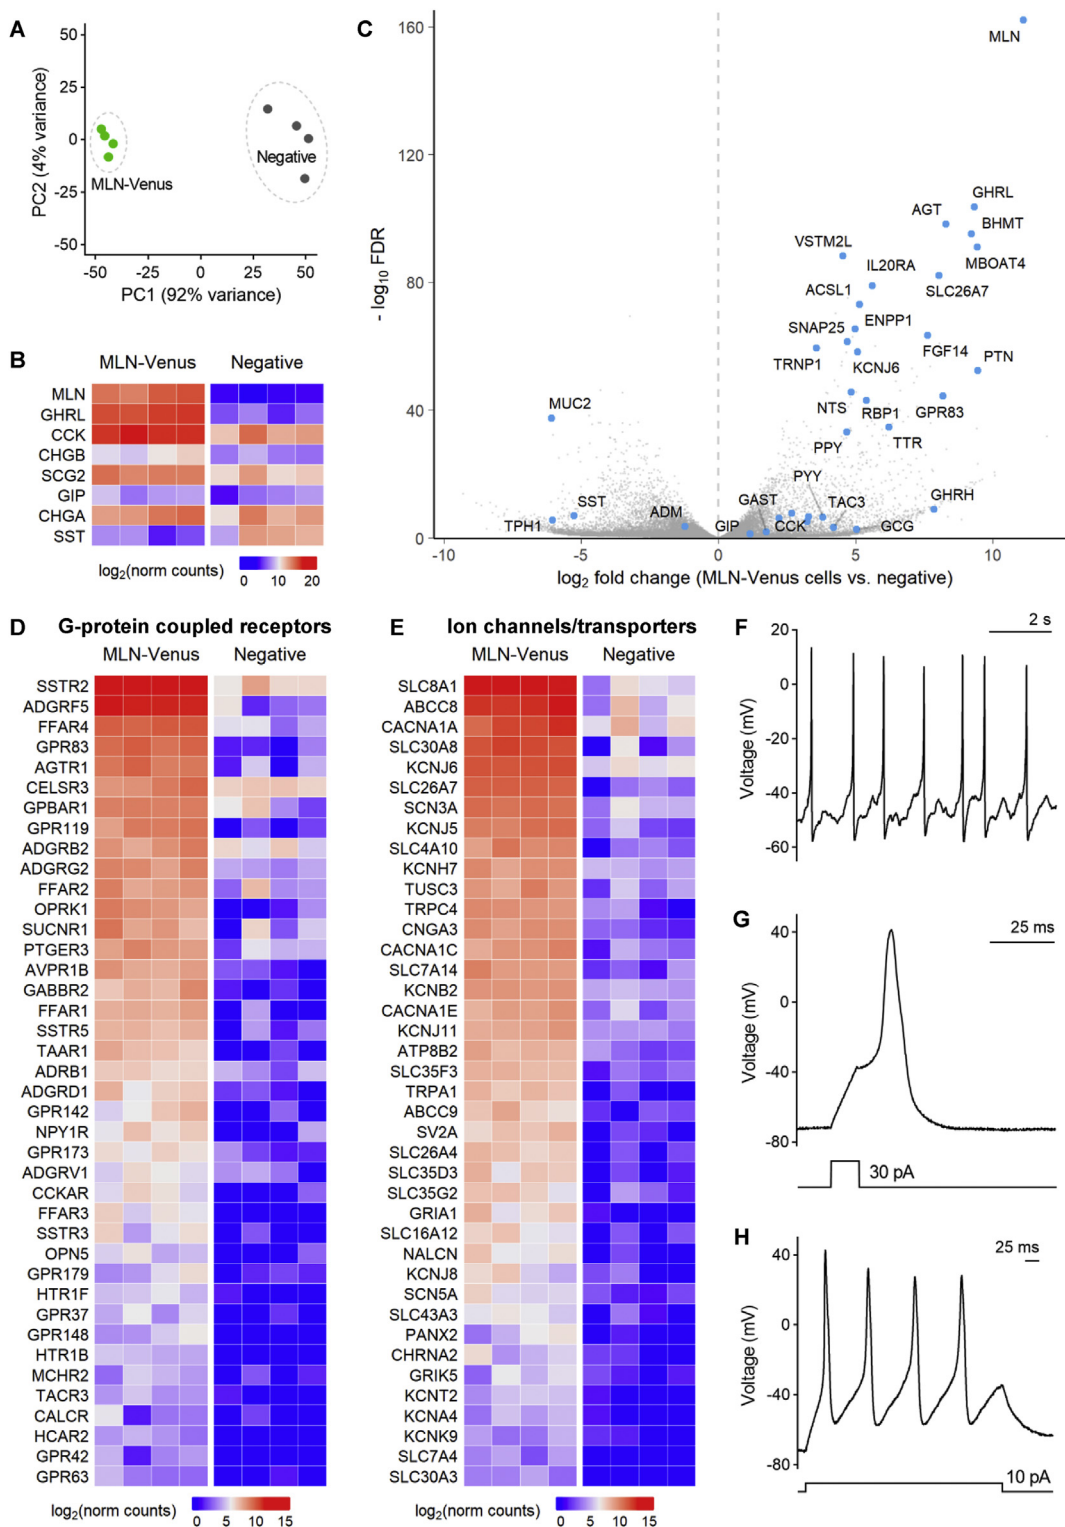 A
50
25
0
-25
-50
PC2 (4% variance)
MLN-Venus
Negative
-50 -25 0 25 50
PC1 (92% variance)
B
MLN-Venus Negative
MLN
GHRL
CCK
CHGB
SCG2
GIP
CHGA
SST
log2(norm counts)
0 10 20
C
160
120
80
40
0
- log10 FDR
MLN
GHRL
AGT
BHMT
VSTM2L
MBOAT4
IL20RA
SLC26A7
ACSL1
ENPP1
SNAP25
FGF14
PTN
TRNP1
KCNJ6
MUC2
NTS
RBP1
GPR83
PPY
TTR
PYY
SST
GAST
TAC3
GHRH
ADM
TPH1
GIP
CCK
GCG
-10 -5 0 5 10
log2 fold change (MLN-Venus cells vs. negative)
D G-protein coupled receptors
MLN-Venus Negative
SSTR2
ADGRF5
FFAR4
GPR83
AGTR1
CELSR3
GPBAR1
GPR119
ADGRB2
ADGRG2
FFAR2
OPRK1
SUCNR1
PTGER3
AVPR1B
GABBR2
FFAR1
SSTR5
TAAR1
ADRB1
ADGRD1
GPR142
NPY1R
GPR173
ADGRV1
CCKAR
FFAR3
SSTR3
OPN5
GPR179
HTR1F
GPR37
GPR148
HTR1B
MCHR2
TACR3
CALCR
HCAR2
GPR42
GPR63
log2(norm counts)
0 5 10 15
E Ion channels/transporters
MLN-Venus Negative
SLC8A1
ABCC8
CACNA1A
SLC30A8
KCNJ6
SLC26A7
SCN3A
KCNJ5
SLC4A10
KCNH7
TUSC3
TRPC4
CNGA3
CACNA1C
SLC7A14
KCNB2
CACNA1E
KCNJ11
ATP8B2
SLC35F3
TRPA1
ABCC9
SV2A
SLC26A4
SLC35D3
SLC35G2
GRIA1
SLC16A12
NALCN
KCNJ8
SCN5A
SLC43A3
PANX2
CHRNA2
GRIK5
KCNT2
KCNA4
KCNK9
SLC7A4
SLC30A3
log2(norm counts)
0 5 10 15
F
2 s
20
0
-20
-40
-60
Voltage (mV)
G
25 ms
40
0
-40
-80
Voltage (mV)
30 pA
H
25 ms
40
0
-40
-80
Voltage (mV)
10 pA